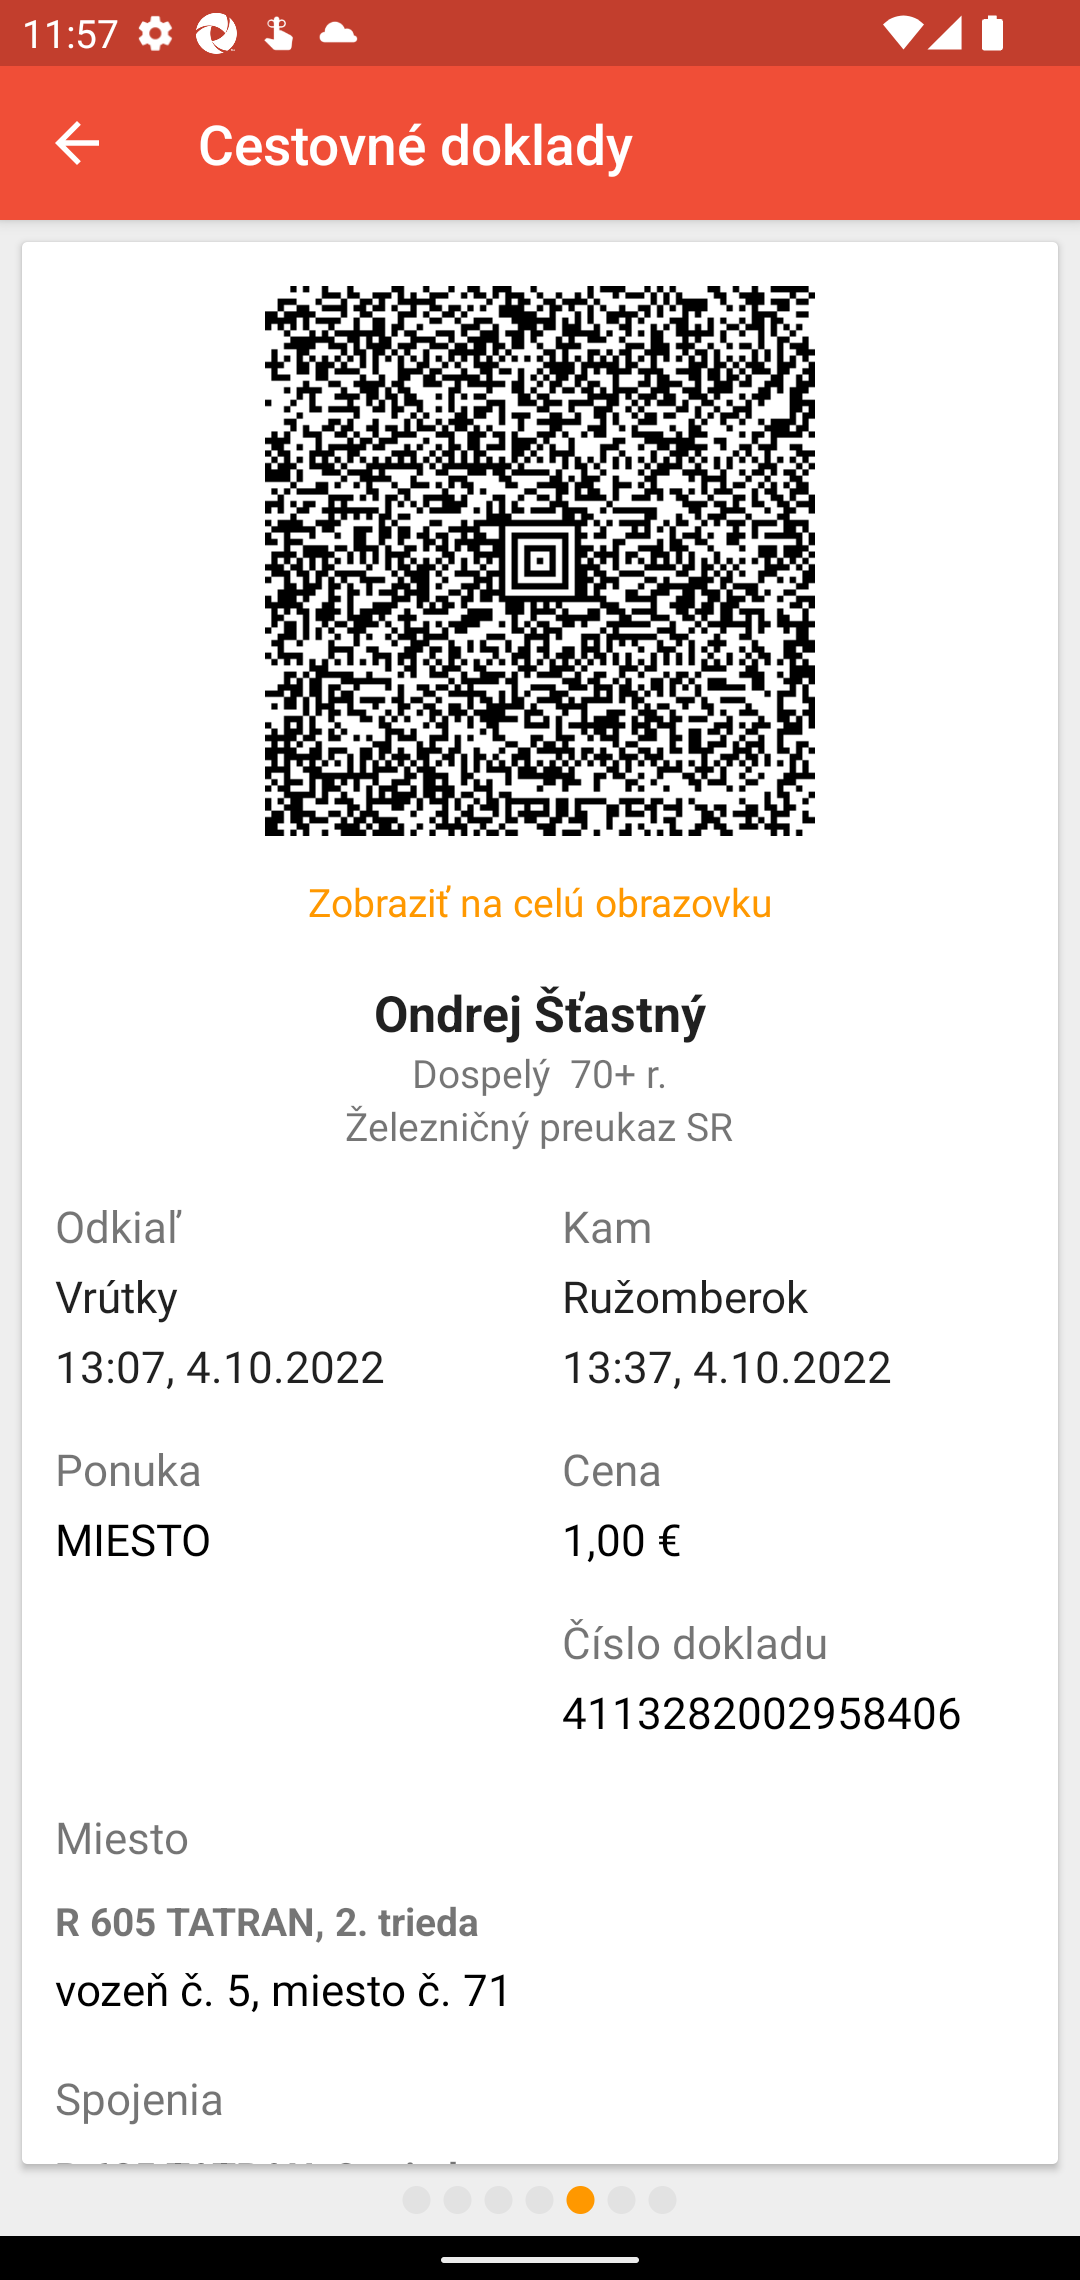 11:57
Cestovné doklady
Zobraziť na celú obrazovku
Ondrej Šťastný
Dospelý 70+ r.
Železničný preukaz SR
Odkiaľ
Kam
Vrútky
Ružomberok
13:07, 4.10.2022
13:37, 4.10.2022
Ponuka
Cena
MIESTO
1,00 €
Číslo dokladu
4113282002958406
Miesto
R 605 TATRAN, 2. trieda
vozeň č. 5, miesto č. 71
Spojenia